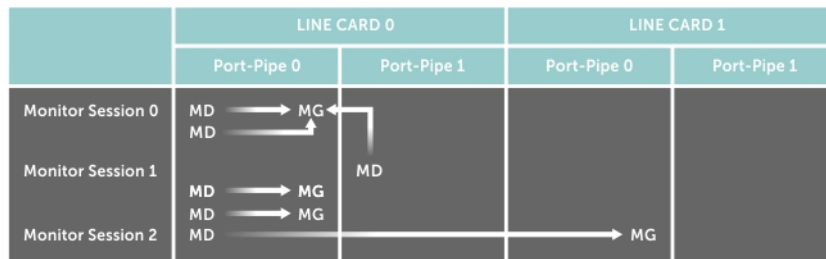 LINE CARD 0 LINE CARD 1
Port-Pipe 0 Port-Pipe 1 Port-Pipe 0 Port-Pipe 1
Monitor Session 0 MD MG
MD
Monitor Session 1 MD
MD MG
MD MG
Monitor Session 2 MD MG